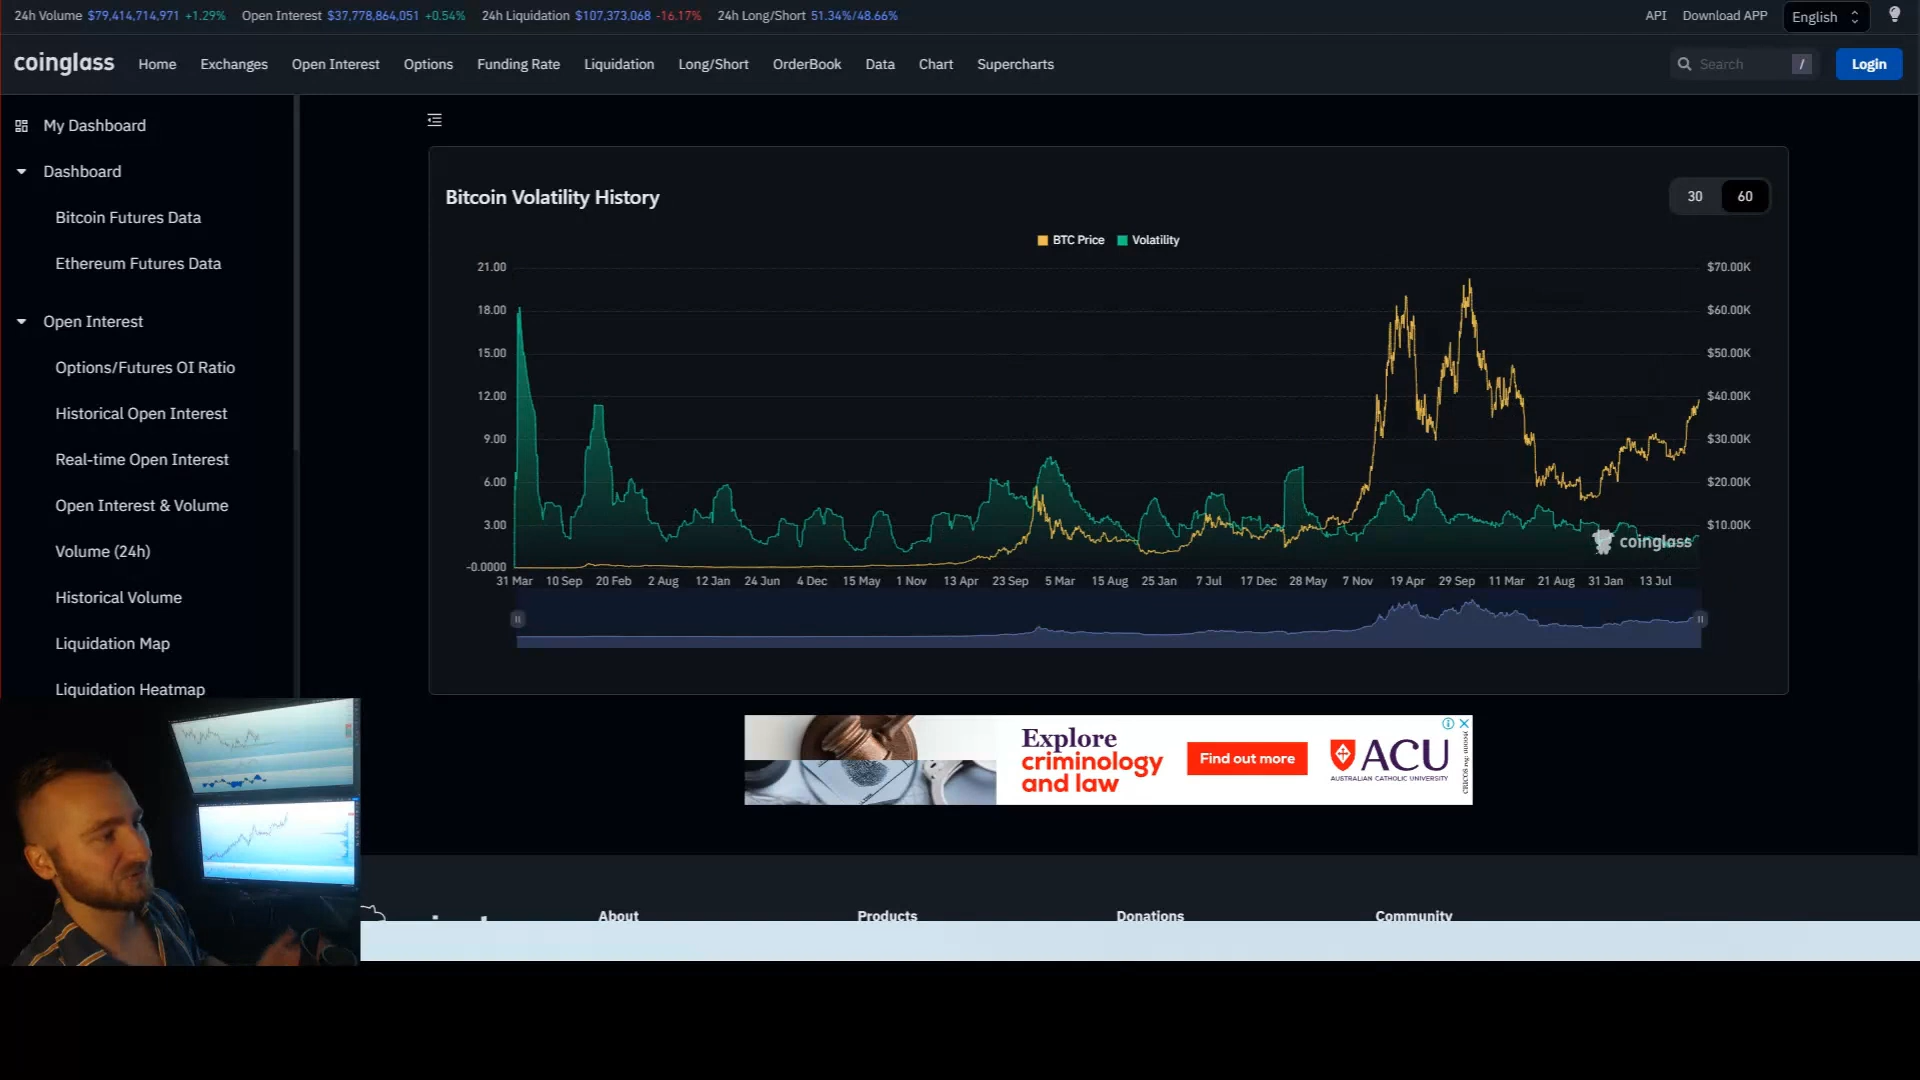 24h Volume $79,414,714,971 +1.29% Open Interest $37,778,864,051 +0.54% 24h Liquidation $107,373,068 -16.17% 24h Long/Short 51.34%/48.66% API Download APP English
coinglass Home Exchanges Open Interest Options Funding Rate Liquidation Long/Short OrderBook Data Chart Supercharts Search / Login
My Dashboard
Dashboard
Bitcoin Futures Data
Ethereum Futures Data
Open Interest
Options/Futures OI Ratio
Historical Open Interest
Real-time Open Interest
Open Interest & Volume
Volume (24h)
Historical Volume
Liquidation Map
Liquidation Heatmap
Bitcoin Volatility History 30 60
BTC Price Volatility
21.00 $70.00K
18.00 $60.00K
15.00 $50.00K
12.00 $40.00K
9.00 $30.00K
6.00 $20.00K
3.00 $10.00K
-0.0000
coinglass
31 Mar 10 Sep 20 Feb 2 Aug 12 Jan 24 Jun 4 Dec 15 May 1 Nov 13 Apr 23 Sep 5 Mar 15 Aug 25 Jan 7 Jul 17 Dec 28 May 7 Nov 19 Apr 29 Sep 11 Mar 21 Aug 31 Jan 13 Jul
Explore
criminology
and law
Find out more
ACU
AUSTRALIAN CATHOLIC UNIVERSITY
About Products Donations Community